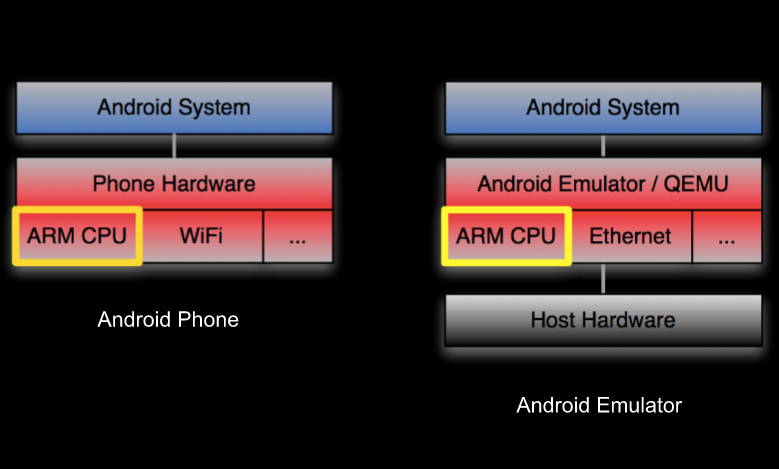 Android System
Phone Hardware
ARM CPU WiFi ...
Android Phone
Android System
Android Emulator / QEMU
ARM CPU Ethernet ...
Host Hardware
Android Emulator